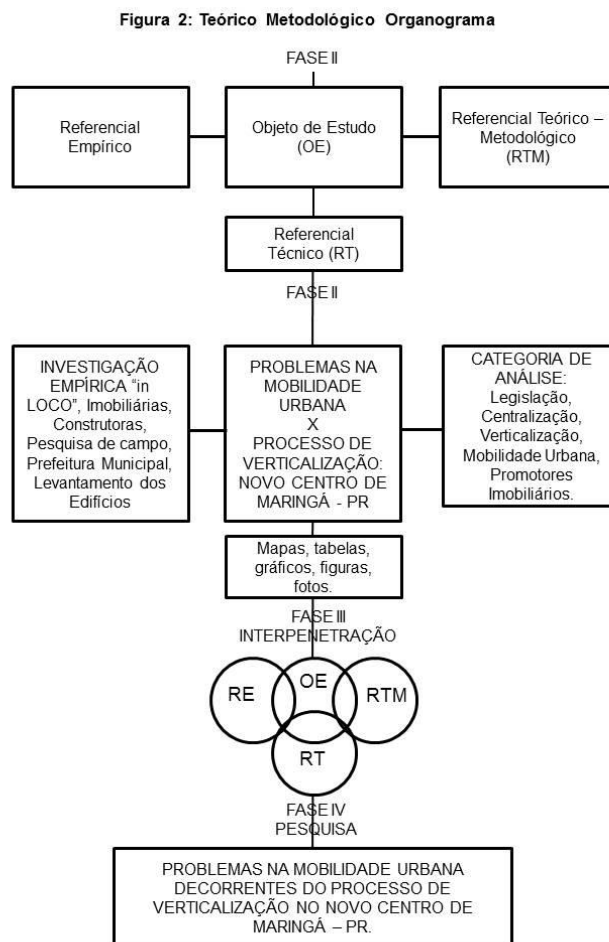 Figura 2: Teórico Metodológico Organograma
FASE II
Referencial
Empírico
Objeto de Estudo
(OE)
Referencial Teórico –
Metodológico
(RTM)
Referencial
Técnico (RT)
FASE II
INVESTIGAÇÃO
EMPÍRICA “in
LOCO”, Imobiliárias,
Construtoras,
Pesquisa de campo,
Prefeitura Municipal,
Levantamento dos
Edifícios
PROBLEMAS NA
MOBILIDADE
URBANA
X
PROCESSO DE
VERTICALIZAÇÃO:
NOVO CENTRO DE
MARINGÁ - PR
CATEGORIA DE
ANÁLISE:
Legislação,
Centralização,
Verticalização,
Mobilidade Urbana,
Promotores
Imobiliários.
Mapas, tabelas,
gráficos, figuras,
fotos.
FASE III
INTERPENETRAÇÃO
RE
OE
RTM
RT
FASE IV
PESQUISA
PROBLEMAS NA MOBILIDADE URBANA
DECORRENTES DO PROCESSO DE
VERTICALIZAÇÃO NO NOVO CENTRO DE
MARINGÁ – PR.